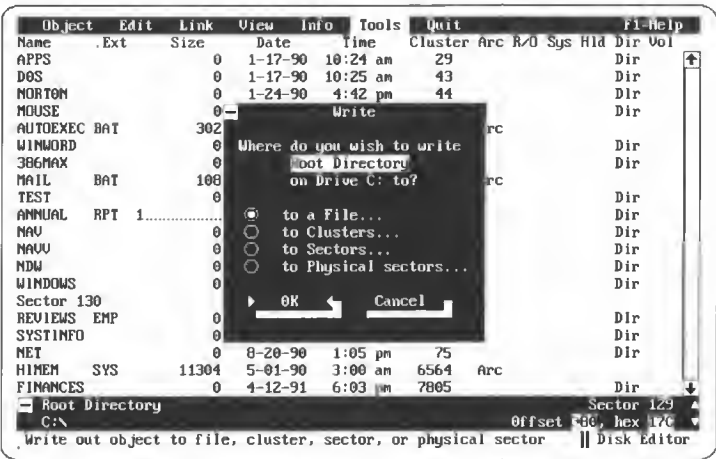 Object Edit Link View Info Tools Quit F1-Help
Name .Ext Size Date Time Cluster Arc R/O Sys Hid Dir Vol
APPS 0 1-17-90 10:24 am 29 Dir
DOS 0 1-17-90 10:25 am 43 Dir
NORTON 0 1-24-90 4:42 pm 44 Dir
MOUSE 0 Dir
AUTOEXEC BAT 302 rc
WINWORD 0 Dir
386MAX 0 Dir
MAIL BAT 108 rc
TEST 0 Dir
ANNUAL RPT 1 Dir
NAV 0 Dir
NAVV 0 Dir
NDW 0 Dir
WINDOWS 0 Dir
Sector 130
REVIEWS EMP 0 Dir
SYSTINFO 0 Dir
NET 0 8-20-90 1:05 pm 75 Dir
HIMEM SYS 11304 5-01-90 3:00 am 6564 Arc
FINANCES 0 4-12-91 6:03 pm 7805 Dir
Write
Where do you wish to write
Root Directory
on Drive C: to?
to a File...
to Clusters...
to Sectors...
to Physical sectors...
OK Cancel
Root Directory Sector 129
C:\ Offset hex 17C
Write out object to file, cluster, sector, or physical sector Disk Editor